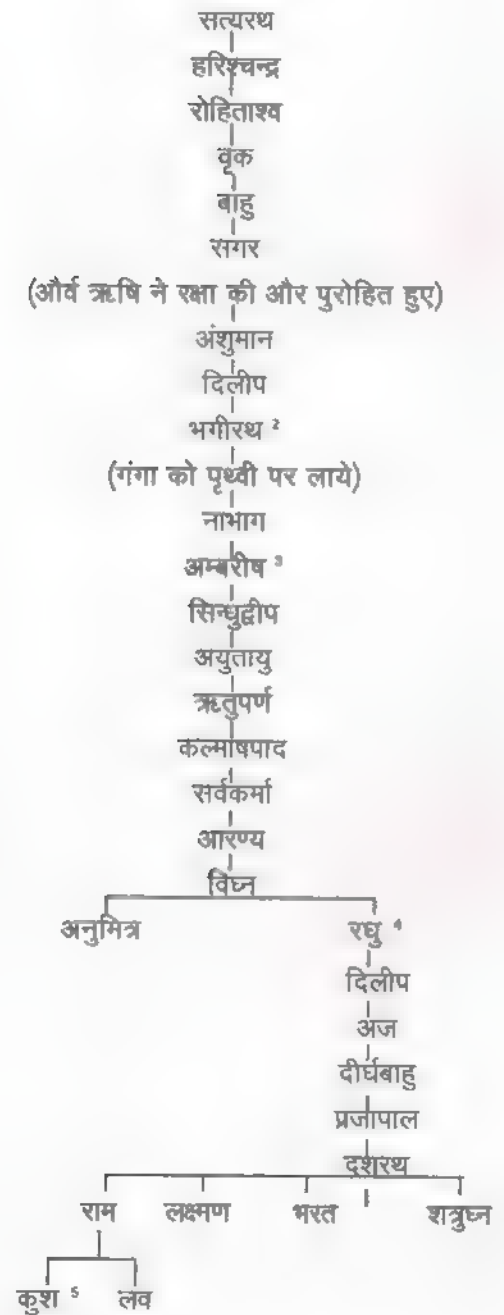 सत्यरथ
हरिश्चन्द्र
रोहिताश्व
वृक
बाहु
सगर
(और्व ऋषि ने रक्षा की और पुरोहित हुए)
अंशुमान
दिलीप
भगीरथ ²
(गंगा को पृथ्वी पर लाये)
नाभाग
अम्बरीष ³
सिन्धुद्वीप
अयुतायु
ऋतुपर्ण
कल्माषपाद
सर्वकर्मा
आरण्य
विघ्न
अनुमित्र रघु ⁴
दिलीप
अज
दीर्घबाहु
प्रजापाल
दशरथ
राम लक्ष्मण भरत शत्रुघ्न
कुश ⁵ लव